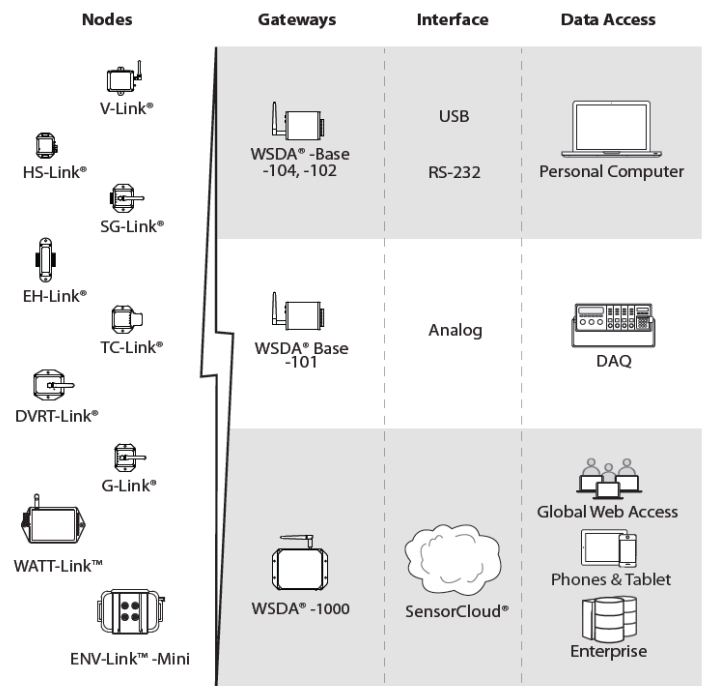 Nodes
Gateways
Interface
Data Access
V-Link®
HS-Link®
SG-Link®
EH-Link®
TC-Link®
DVRT-Link®
G-Link®
WATT-Link™
ENV-Link™ -Mini
WSDA® -Base
-104, -102
USB
RS-232
Personal Computer
WSDA® Base
-101
Analog
DAQ
WSDA® -1000
SensorCloud®
Global Web Access
Phones & Tablet
Enterprise